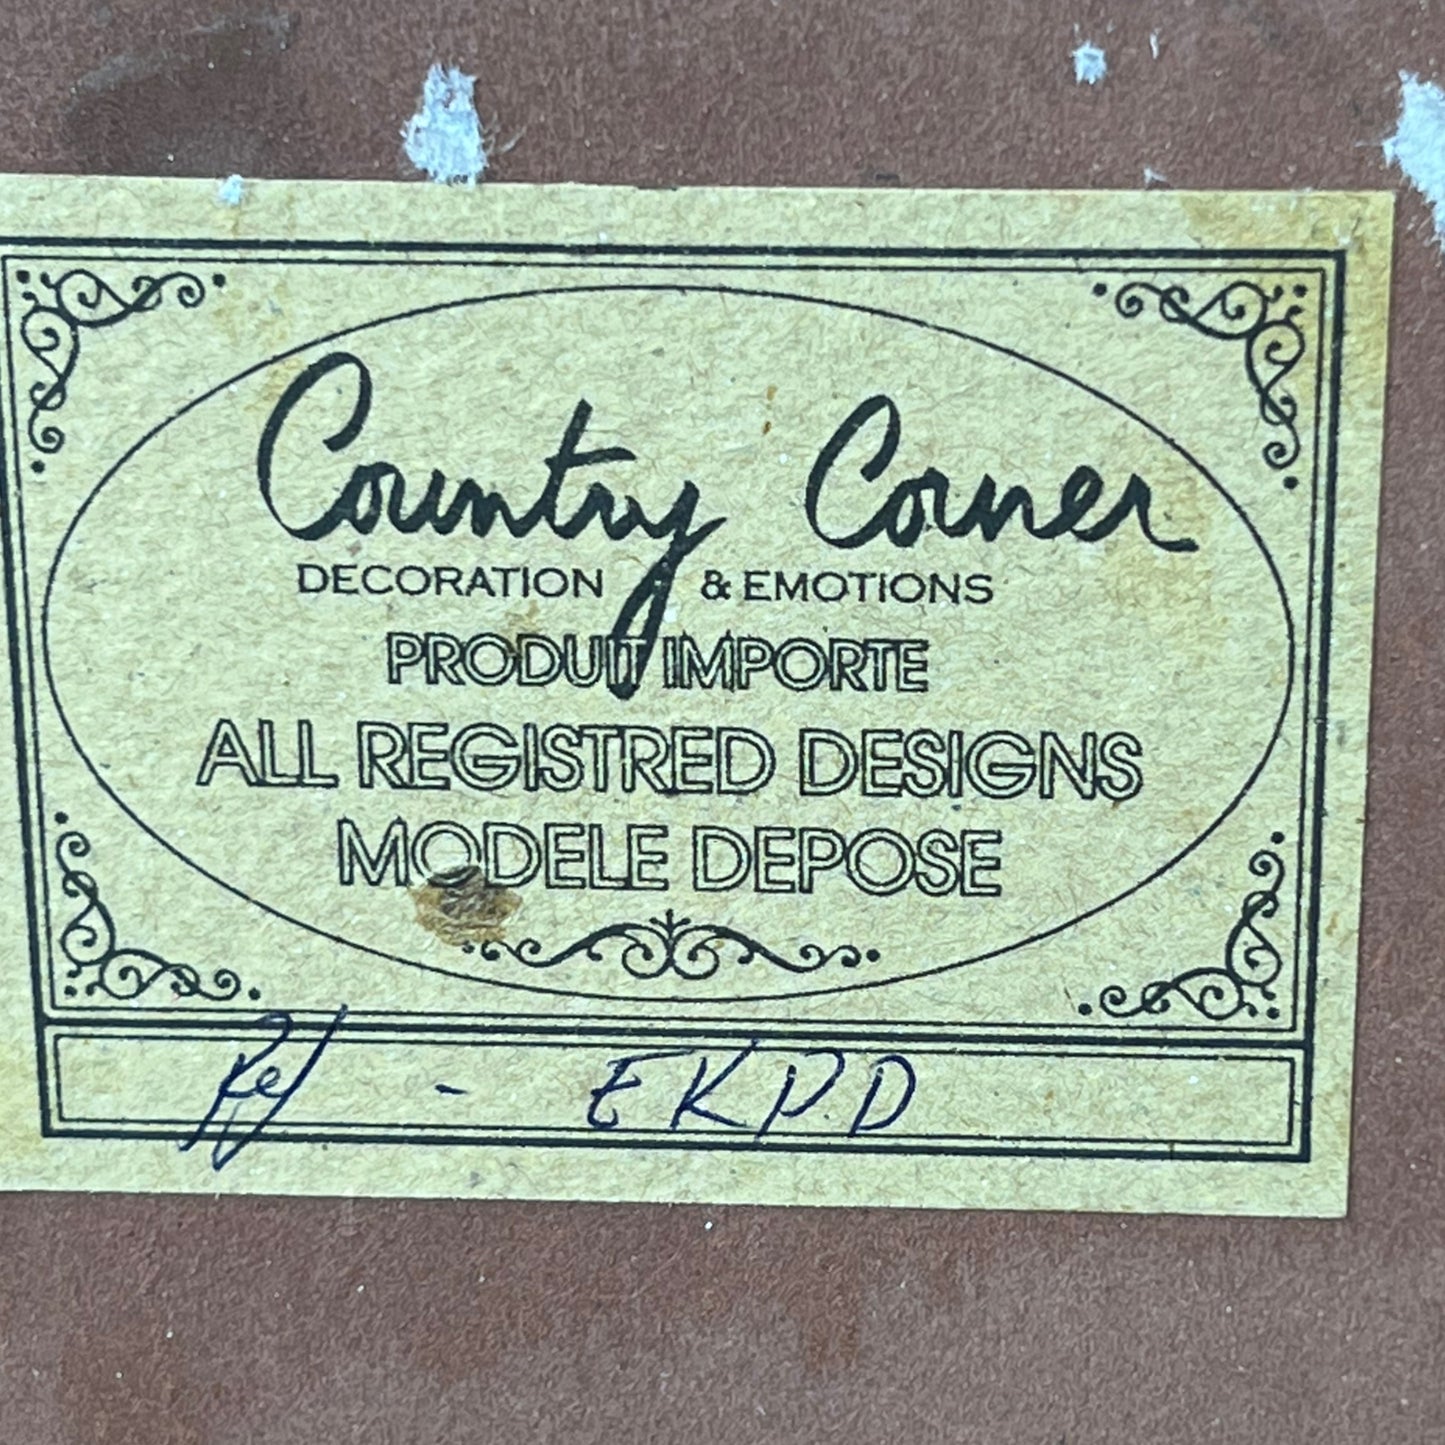 Country Corner
DECORATION & EMOTIONS
PRODUIT IMPORTE
ALL REGISTRED DESIGNS
MODELE DEPOSE
Ref - EKPD